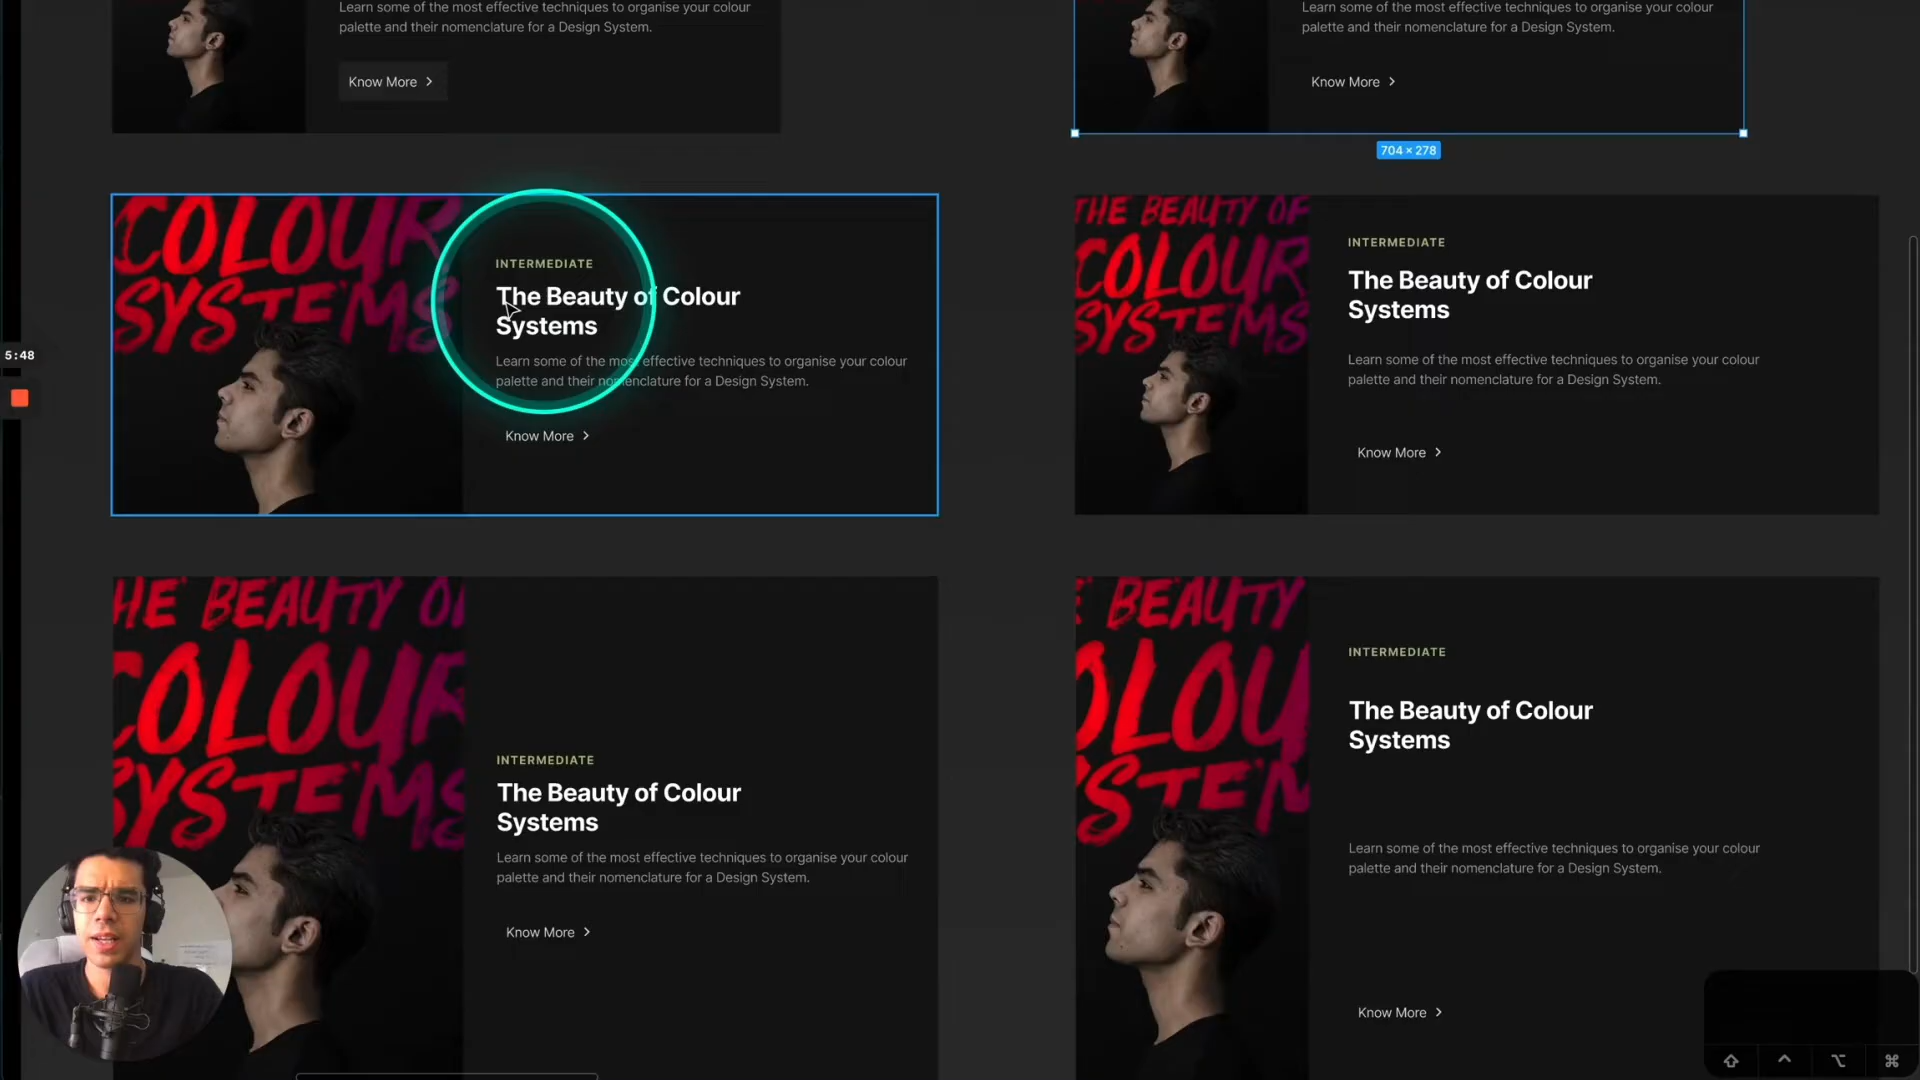 Learn some of the most effective techniques to organise your colour
palette and their nomenclature for a Design System.
Know More
Learn some of the most effective techniques to organise your colour
palette and their nomenclature for a Design System.
Know More
704 × 278
COLOUR
SYSTEMS
INTERMEDIATE
The Beauty of Colour
Systems
Learn some of the most effective techniques to organise your colour
palette and their nomenclature for a Design System.
Know More
THE BEAUTY OF
COLOUR
SYSTEMS
INTERMEDIATE
The Beauty of Colour
Systems
Learn some of the most effective techniques to organise your colour
palette and their nomenclature for a Design System.
Know More
5:48
HE BEAUTY O
COLOUR
SYSTEMS
INTERMEDIATE
The Beauty of Colour
Systems
Learn some of the most effective techniques to organise your colour
palette and their nomenclature for a Design System.
Know More
E BEAUTY
OLOU
YSTEM
INTERMEDIATE
The Beauty of Colour
Systems
Learn some of the most effective techniques to organise your colour
palette and their nomenclature for a Design System.
Know More